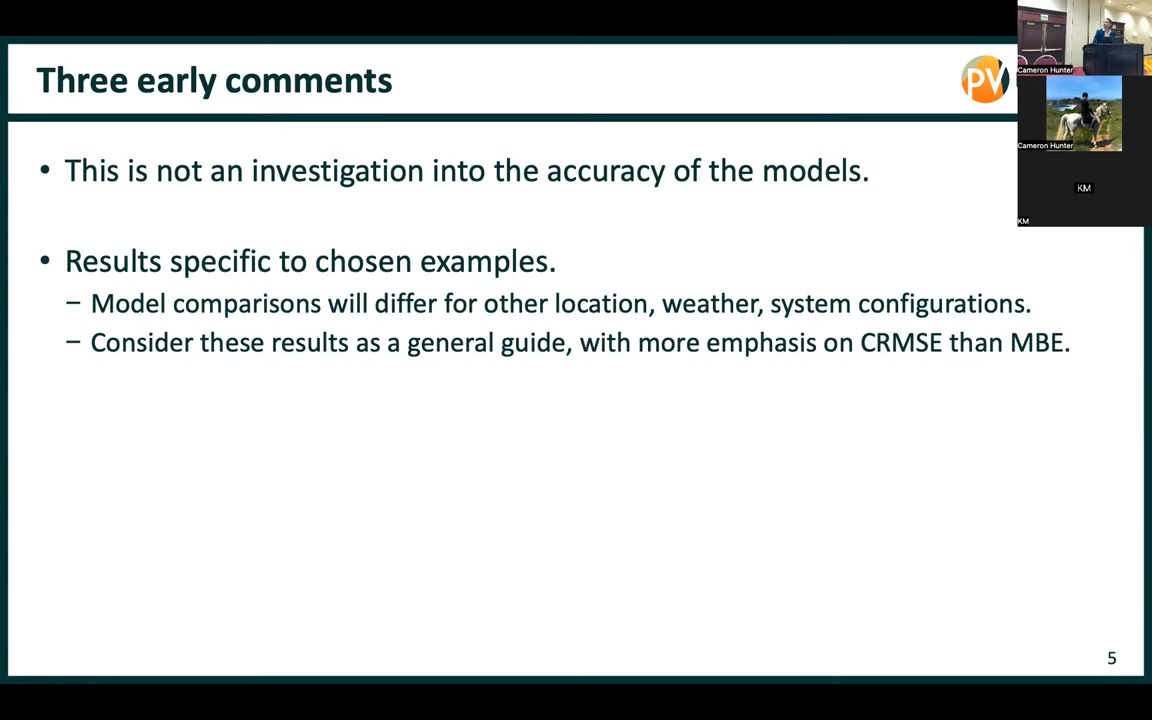 Three early comments
PV
Cameron Hunter
Cameron Hunter
KM
KM
• This is not an investigation into the accuracy of the models.
• Results specific to chosen examples.
– Model comparisons will differ for other location, weather, system configurations.
– Consider these results as a general guide, with more emphasis on CRMSE than MBE.
5